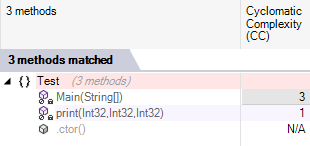 3 methods
Cyclomatic
Complexity
(CC)
3 methods matched
{ } Test (3 methods)
Main(String[]) 3
print(Int32,Int32,Int32) 1
.ctor() N/A